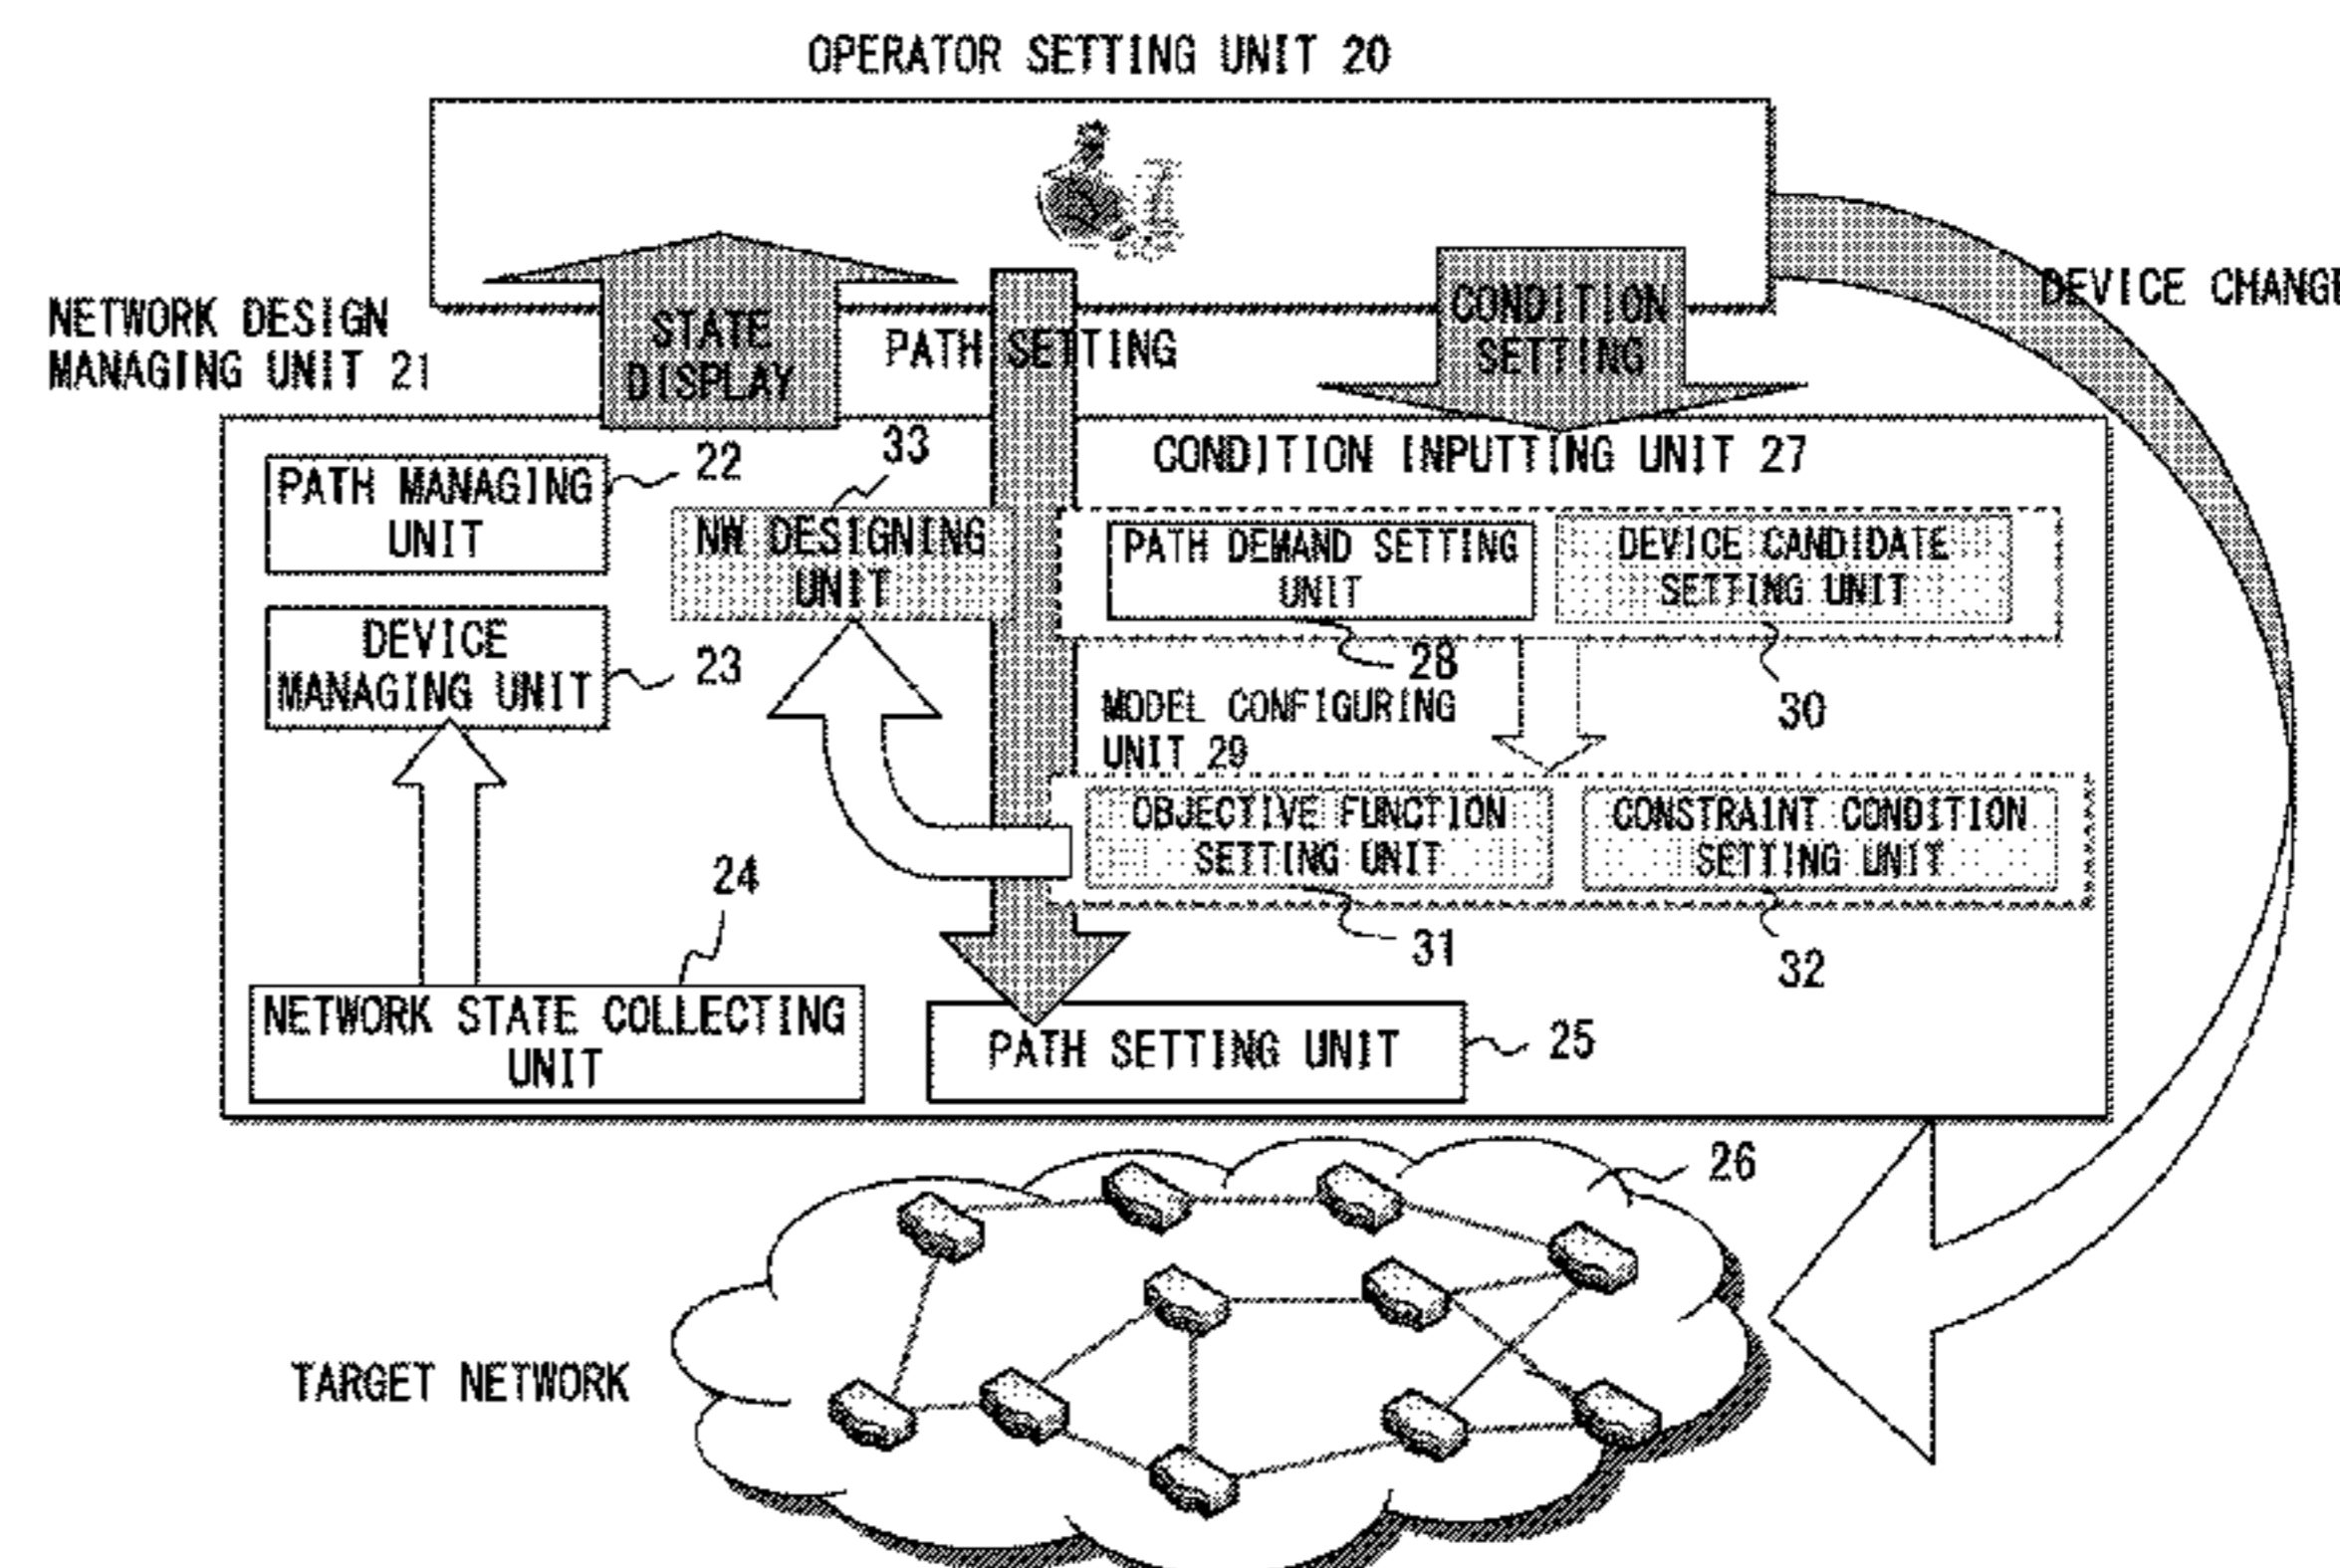 OPERATOR SETTING UNIT 20
DEVICE CHANGE
NETWORK DESIGN
MANAGING UNIT 21
STATE
DISPLAY
PATH SETTING
CONDITION
SETTING
33
CONDITION INPUTTING UNIT 27
PATH MANAGING
UNIT
22
NW DESIGNING
UNIT
PATH DEMAND SETTING
UNIT
DEVICE CANDIDATE
SETTING UNIT
DEVICE
MANAGING UNIT
23
28
30
MODEL CONFIGURING
UNIT 29
OBJECTIVE FUNCTION
SETTING UNIT
CONSTRAINT CONDITION
SETTING UNIT
24
31
32
NETWORK STATE COLLECTING
UNIT
PATH SETTING UNIT
25
26
TARGET NETWORK